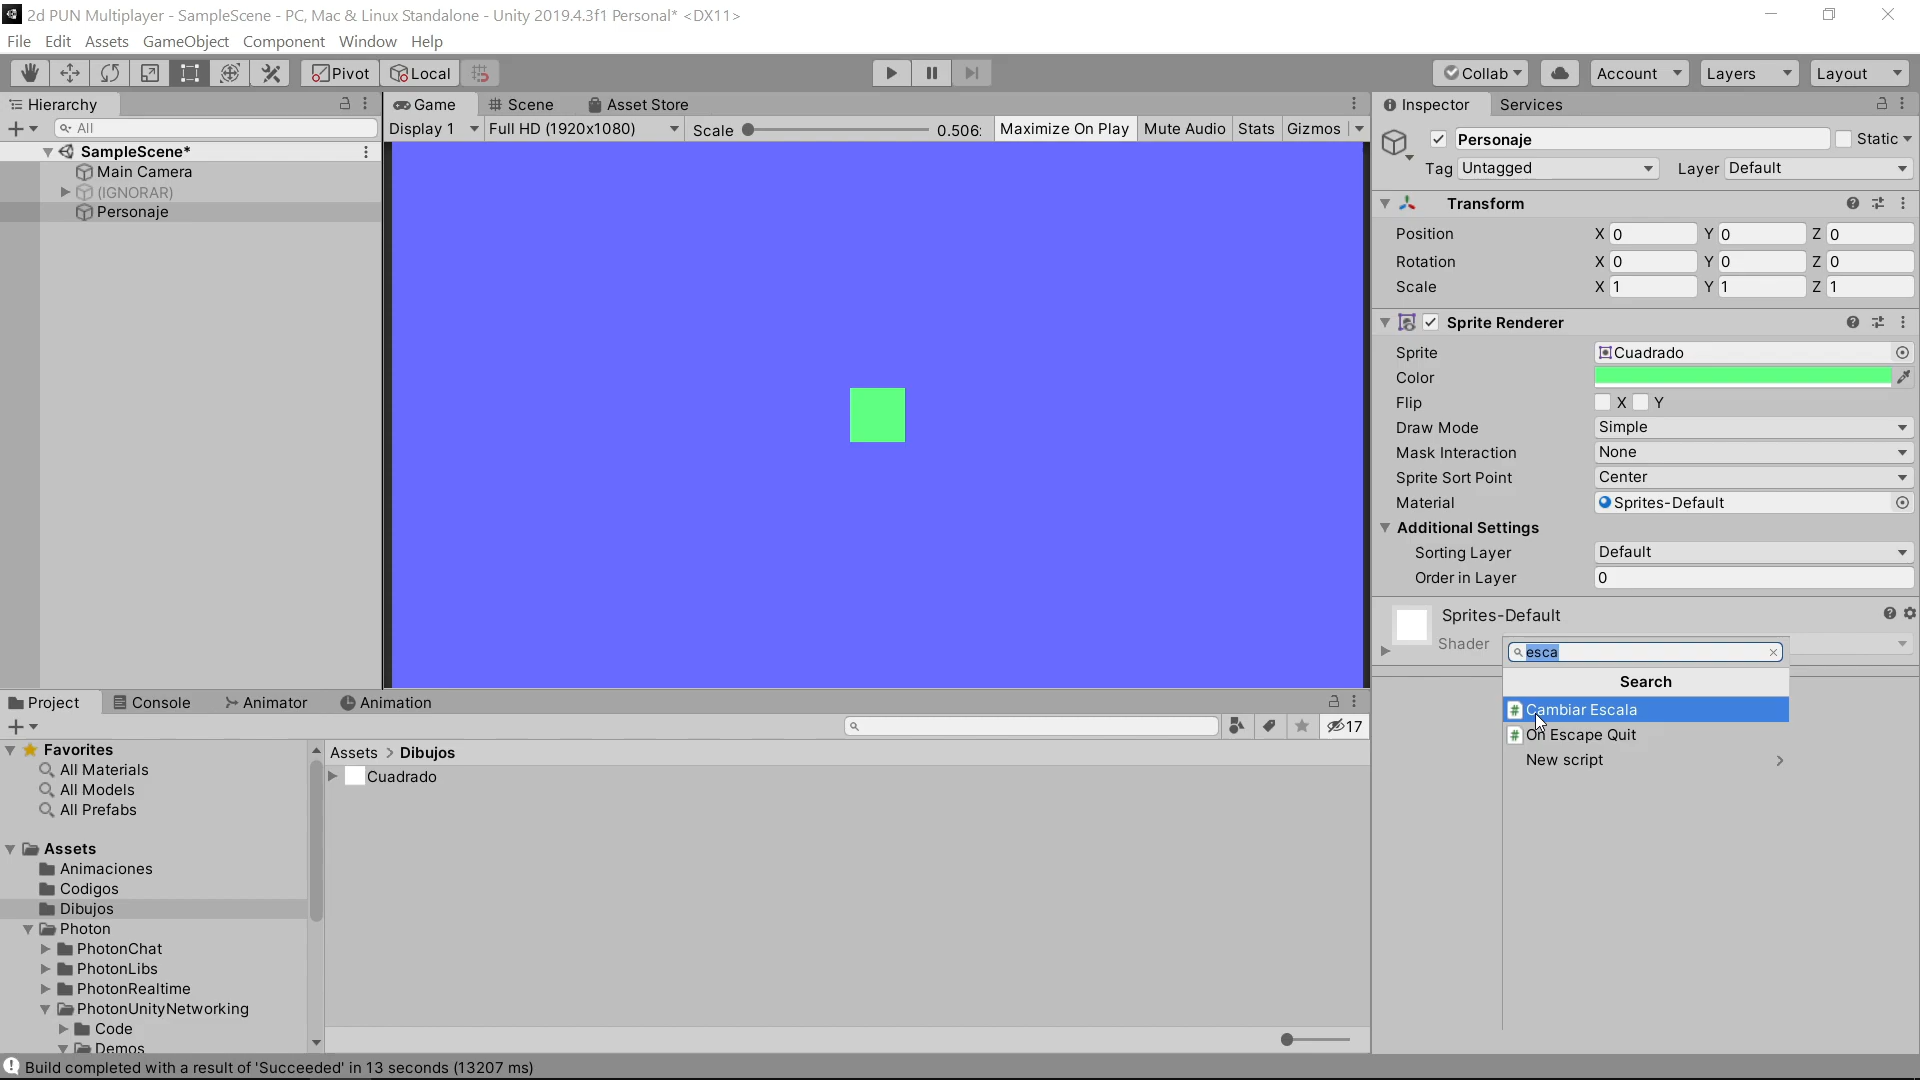 2d PUN Multiplayer - SampleScene - PC, Mac & Linux Standalone - Unity 2019.4.3f1 Personal* <DX11>
File Edit Assets GameObject Component Window Help
Pivot Local Collab Account Layers Layout
Hierarchy
All
SampleScene*
Main Camera
(IGNORAR)
Personaje
Game Scene Asset Store
Display 1 Full HD (1920x1080) Scale 0.506: Maximize On Play Mute Audio Stats Gizmos
Inspector Services
Personaje Static
Tag Untagged Layer Default
Transform
Position X 0 Y 0 Z 0
Rotation X 0 Y 0 Z 0
Scale X 1 Y 1 Z 1
Sprite Renderer
Sprite Cuadrado
Color
Flip X Y
Draw Mode Simple
Mask Interaction None
Sprite Sort Point Center
Material Sprites-Default
Additional Settings
Sorting Layer Default
Order in Layer 0
Sprites-Default
Shader
esca
Search
Cambiar Escala
On Escape Quit
New script
Project Console Animator Animation
17
Favorites
All Materials
All Models
All Prefabs
Assets
Animaciones
Codigos
Dibujos
Photon
PhotonChat
PhotonLibs
PhotonRealtime
PhotonUnityNetworking
Code
Demos
Assets > Dibujos
Cuadrado
Build completed with a result of 'Succeeded' in 13 seconds (13207 ms)